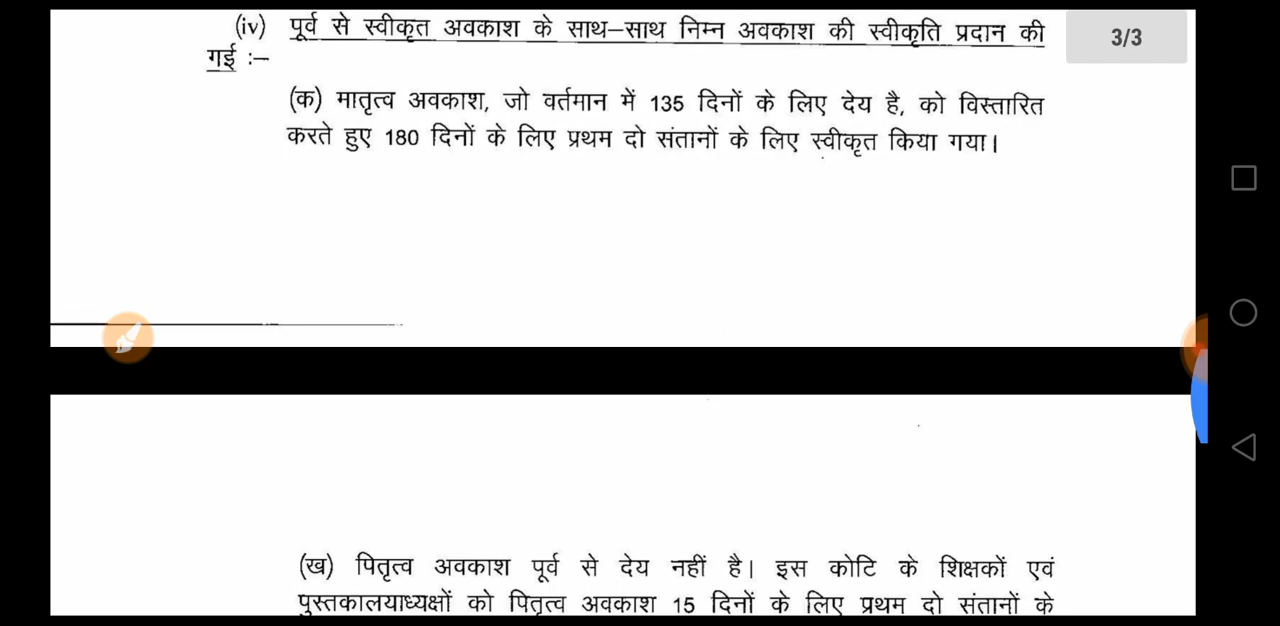 (iv) पूर्व से स्वीकृत अवकाश के साथ–साथ निम्न अवकाश की स्वीकृति प्रदान की
3/3
गई :–
(क) मातृत्व अवकाश, जो वर्तमान में 135 दिनों के लिए देय है, को विस्तारित
करते हुए 180 दिनों के लिए प्रथम दो संतानों के लिए स्वीकृत किया गया।
(ख) पितृत्व अवकाश पूर्व से देय नहीं है। इस कोटि के शिक्षकों एवं
पुस्तकालयाध्यक्षों को पितृत्व अवकाश 15 दिनों के लिए प्रथम दो संतानों के